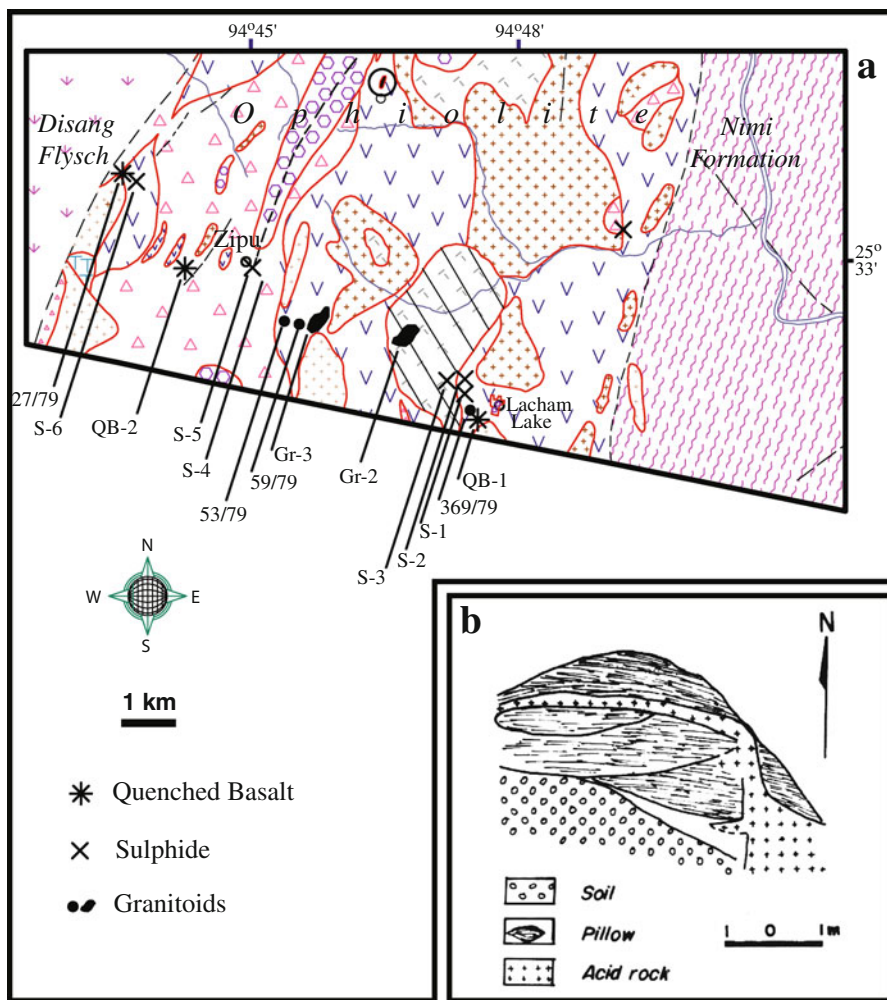 94°45'
94°48'
a
Ophiolite
Disang
Flysch
Nimi
Formation
Zipu
25°
33'
Lacham
Lake
27/79
S-6
QB-2
S-5
S-4
53/79
59/79
Gr-3
Gr-2
S-3
S-2
S-1
369/79
QB-1
N
W
E
S
1 km
Quenched Basalt
Sulphide
Granitoids
b
N
Soil
Pillow
Acid rock
1 0 1m